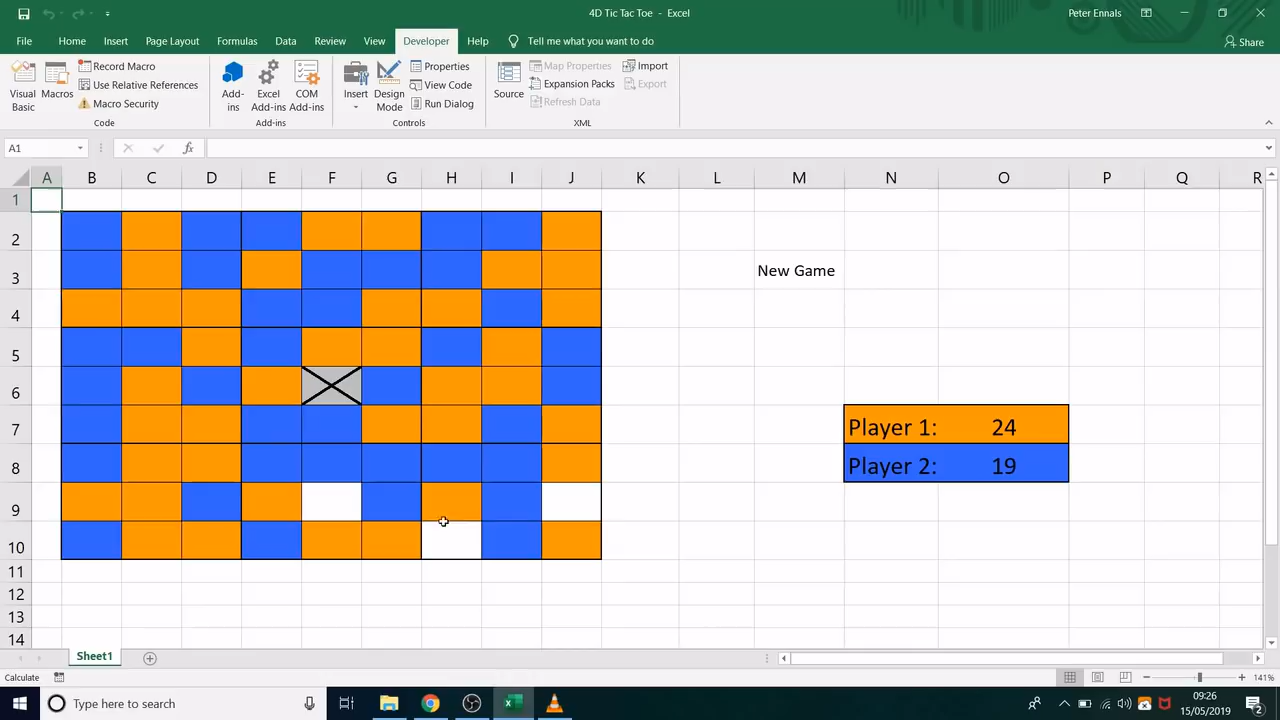 4D Tic Tac Toe - Excel
Peter Ennals
File Home Insert Page Layout Formulas Data Review View Developer Help Tell me what you want to do
Share
Visual Basic
Macros
Record Macro
Use Relative References
Macro Security
Code
Add-ins
Excel Add-ins
COM Add-ins
Add-ins
Insert
Design Mode
Properties
View Code
Run Dialog
Controls
Source
Map Properties
Expansion Packs
Refresh Data
Import
Export
XML
A1
fx
A B C D E F G H I J K L M N O P Q R
1
2
3
New Game
4
5
6
7
Player 1: 24
8
Player 2: 19
9
10
11
12
13
14
Sheet1
Calculate
141%
Type here to search
09:26
15/05/2019